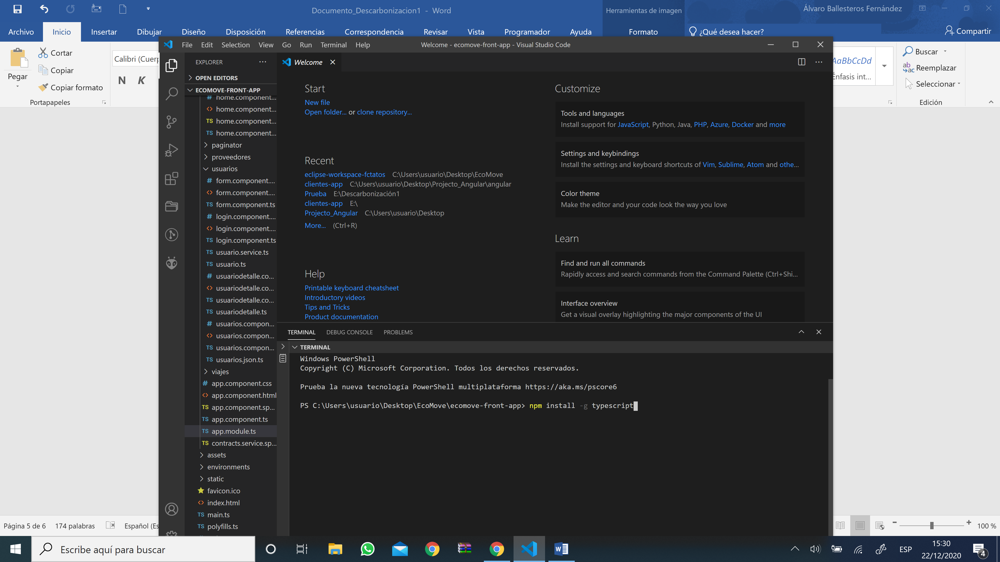 Documento_Descarbonizacion1 - Word
Herramientas de imagen
Álvaro Ballesteros Fernández
Archivo Inicio Insertar Dibujar Diseño Disposición Referencias Correspondencia Revisar Vista Programador Ayuda Formato ¿Qué desea hacer? Compartir
Pegar
Cortar
Copiar
Copiar formato
Portapapeles
Calibri (Cuerp
N K
AaBbCcDd
Énfasis int...
Buscar
Reemplazar
Seleccionar
Edición
File Edit Selection View Go Run Terminal Help
Welcome - ecomove-front-app - Visual Studio Code
EXPLORER
OPEN EDITORS
ECOMOVE-FRONT-APP
# home.component...
<> home.component...
TS home.component...
TS home.component...
paginator
proveedores
usuarios
# form.component....
<> form.component....
TS form.component.ts
# login.component....
<> login.component....
TS login.component.ts
TS usuario.service.ts
TS usuario.ts
# usuariodetalle.co...
<> usuariodetalle.co...
TS usuariodetalle.co...
TS usuariodetalle.ts
# usuarios.compon...
<> usuarios.compon...
TS usuarios.compon...
TS usuarios.json.ts
viajes
# app.component.css
<> app.component.html
TS app.component.sp...
TS app.component.ts
TS app.module.ts
TS contracts.service.sp...
assets
environments
static
favicon.ico
<> index.html
TS main.ts
TS polyfills.ts
Welcome
Start
New file
Open folder... or clone repository...
Recent
eclipse-workspace-fctatos C:\Users\usuario\Desktop\EcoMove
clientes-app C:\Users\usuario\Desktop\Projecto_Angular\angular
Prueba E:\Descarbonización1
clientes-app E:\
Projecto_Angular C:\Users\usuario\Desktop
More... (Ctrl+R)
Help
Printable keyboard cheatsheet
Introductory videos
Tips and Tricks
Product documentation
Customize
Tools and languages
Install support for JavaScript, Python, Java, PHP, Azure, Docker and more
Settings and keybindings
Install the settings and keyboard shortcuts of Vim, Sublime, Atom and othe...
Color theme
Make the editor and your code look the way you love
Learn
Find and run all commands
Rapidly access and search commands from the Command Palette (Ctrl+Shi...
Interface overview
Get a visual overlay highlighting the major components of the UI
TERMINAL DEBUG CONSOLE PROBLEMS
TERMINAL
Windows PowerShell
Copyright (C) Microsoft Corporation. Todos los derechos reservados.
Prueba la nueva tecnología PowerShell multiplataforma https://aka.ms/pscore6
PS C:\Users\usuario\Desktop\EcoMove\ecomove-front-app> npm install -g typescript
Página 5 de 6 174 palabras Español (Es
100 %
Escribe aquí para buscar
ESP
15:30
22/12/2020
4